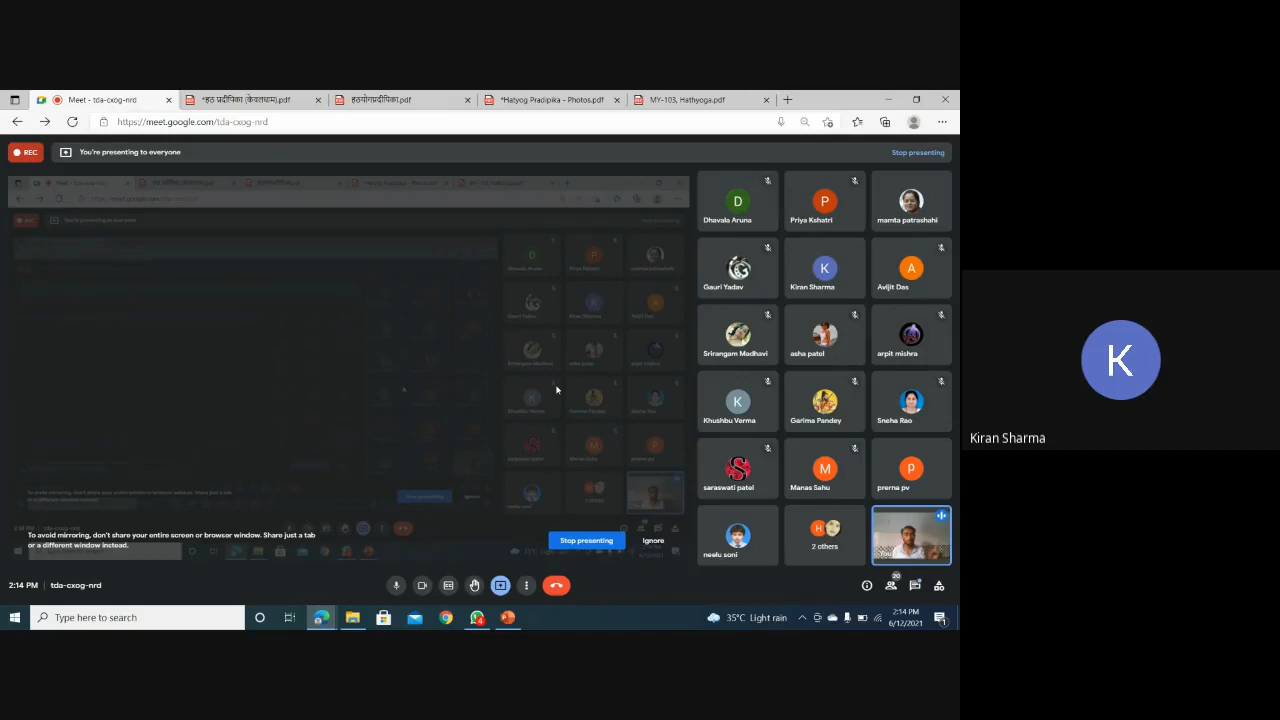 Meet - tda-cxog-nrd
*हठ प्रदीपिका (केवलधाम).pdf
हठयोगप्रदीपिका.pdf
*Hatyog Pradipika - Photos.pdf
MY-103, Hathyoga.pdf
https://meet.google.com/tda-cxog-nrd
REC
You're presenting to everyone
Stop presenting
D
Dhavala Aruna
P
Priya Kshatri
mamta patrashahi
Gauri Yadav
K
Kiran Sharma
A
Avijit Das
Srirangam Madhavi
asha patel
arpit mishra
K
Khushbu Verma
Garima Pandey
Sneha Rao
S
saraswati patel
M
Manas Sahu
p
prerna pv
neelu soni
H
2 others
You
To avoid mirroring, don't share your entire screen or browser window. Share just a tab
or a different window instead.
Stop presenting
Ignore
2:14 PM | tda-cxog-nrd
20
Type here to search
4
35°C Light rain
2:14 PM
6/12/2021
1
K
Kiran Sharma